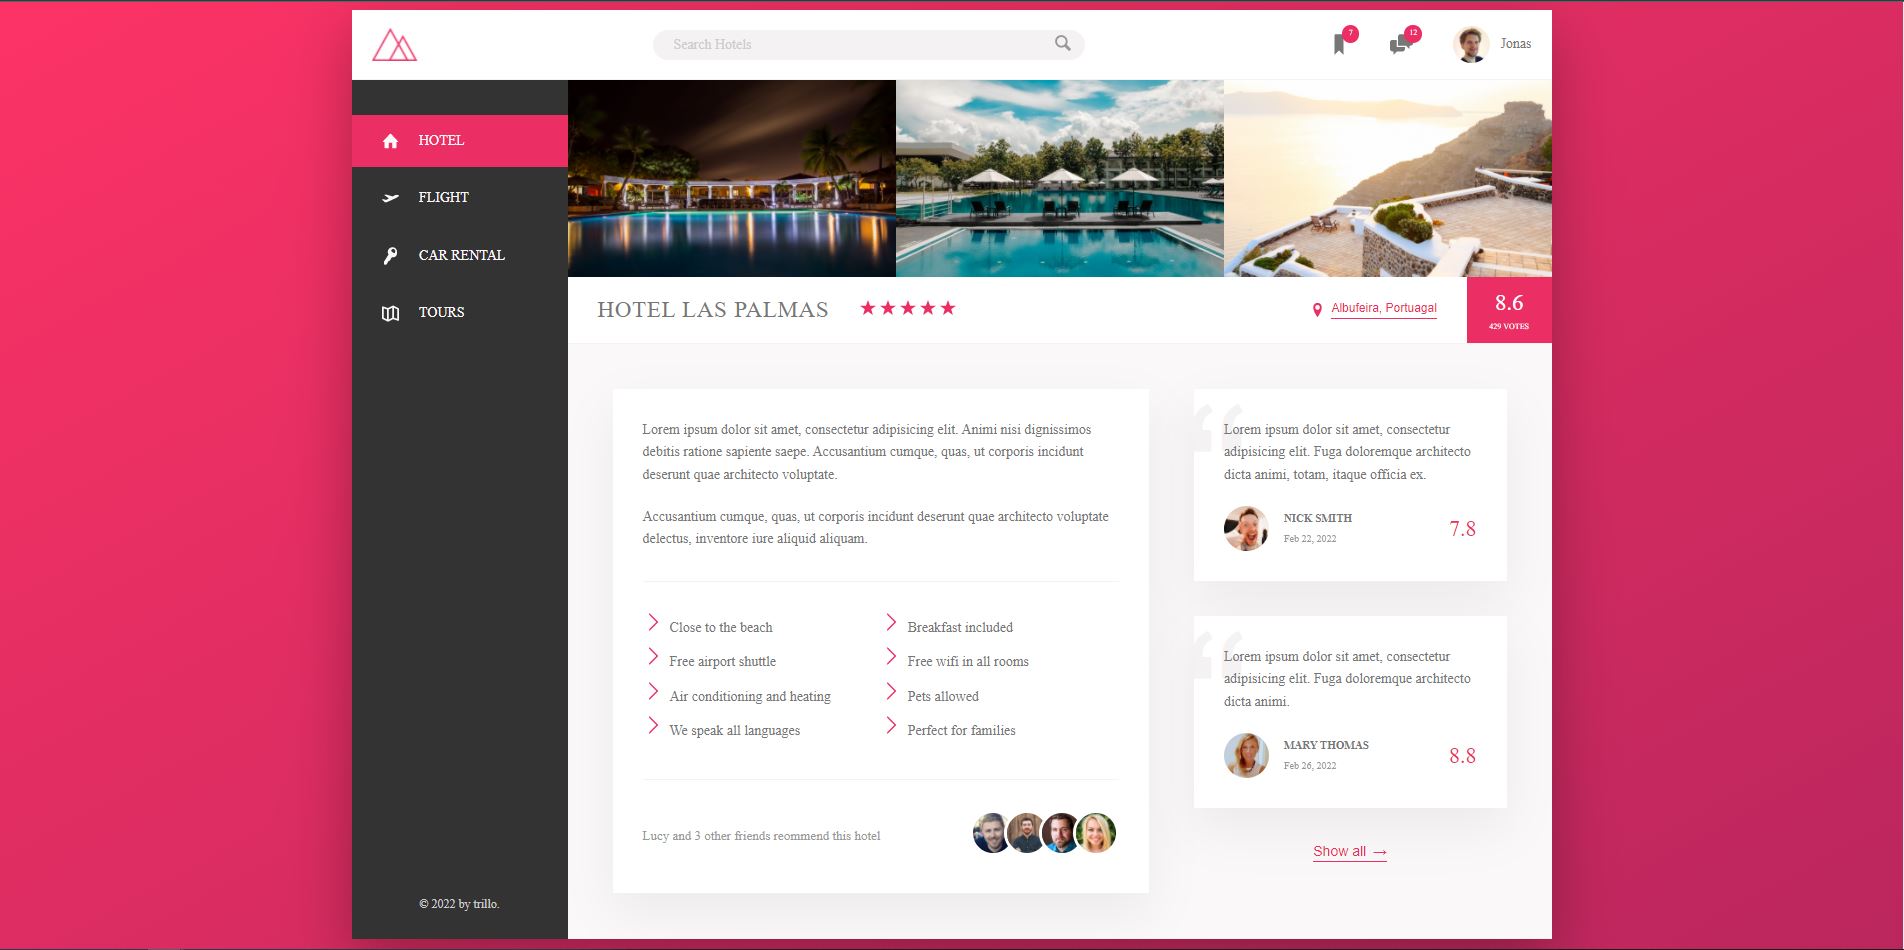 Search Hotels
7
12
Jonas
HOTEL
FLIGHT
CAR RENTAL
TOURS
© 2022 by trillo.
HOTEL LAS PALMAS
Albufeira, Portuagal
8.6
429 VOTES
Lorem ipsum dolor sit amet, consectetur adipisicing elit. Animi nisi dignissimos
debitis ratione sapiente saepe. Accusantium cumque, quas, ut corporis incidunt
deserunt quae architecto voluptate.
Accusantium cumque, quas, ut corporis incidunt deserunt quae architecto voluptate
delectus, inventore iure aliquid aliquam.
Close to the beach
Breakfast included
Free airport shuttle
Free wifi in all rooms
Air conditioning and heating
Pets allowed
We speak all languages
Perfect for families
Lucy and 3 other friends reommend this hotel
“
Lorem ipsum dolor sit amet, consectetur
adipisicing elit. Fuga doloremque architecto
dicta animi, totam, itaque officia ex.
NICK SMITH
Feb 22, 2022
7.8
“
Lorem ipsum dolor sit amet, consectetur
adipisicing elit. Fuga doloremque architecto
dicta animi.
MARY THOMAS
Feb 26, 2022
8.8
Show all →